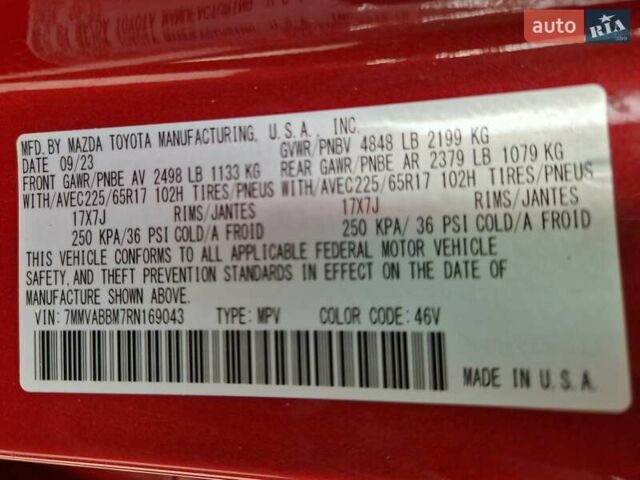 auto RIA
.com
MFD. BY MAZDA TOYOTA MANUFACTURING, U.S.A., INC.
DATE 09/23 GVWR/PNBV 4848 LB 2199 KG
FRONT GAWR/PNBE AV 2498 LB 1133 KG REAR GAWR/PNBE AR 2379 LB 1079 KG
WITH/AVEC225/65R17 102H TIRES/PNEUS WITH/AVEC225/65R17 102H TIRES/PNEUS
17X7J RIMS/JANTES 17X7J RIMS/JANTES
250 KPA/36 PSI COLD/A FROID 250 KPA/ 36 PSI COLD/A FROID
THIS VEHICLE CONFORMS TO ALL APPLICABLE FEDERAL MOTOR VEHICLE
SAFETY, AND THEFT PREVENTION STANDARDS IN EFFECT ON THE DATE OF
MANUFACTURE SHOWN ABOVE.
VIN: 7MMVABBM7RN169043 TYPE: MPV COLOR CODE: 46V
MADE IN U.S.A.